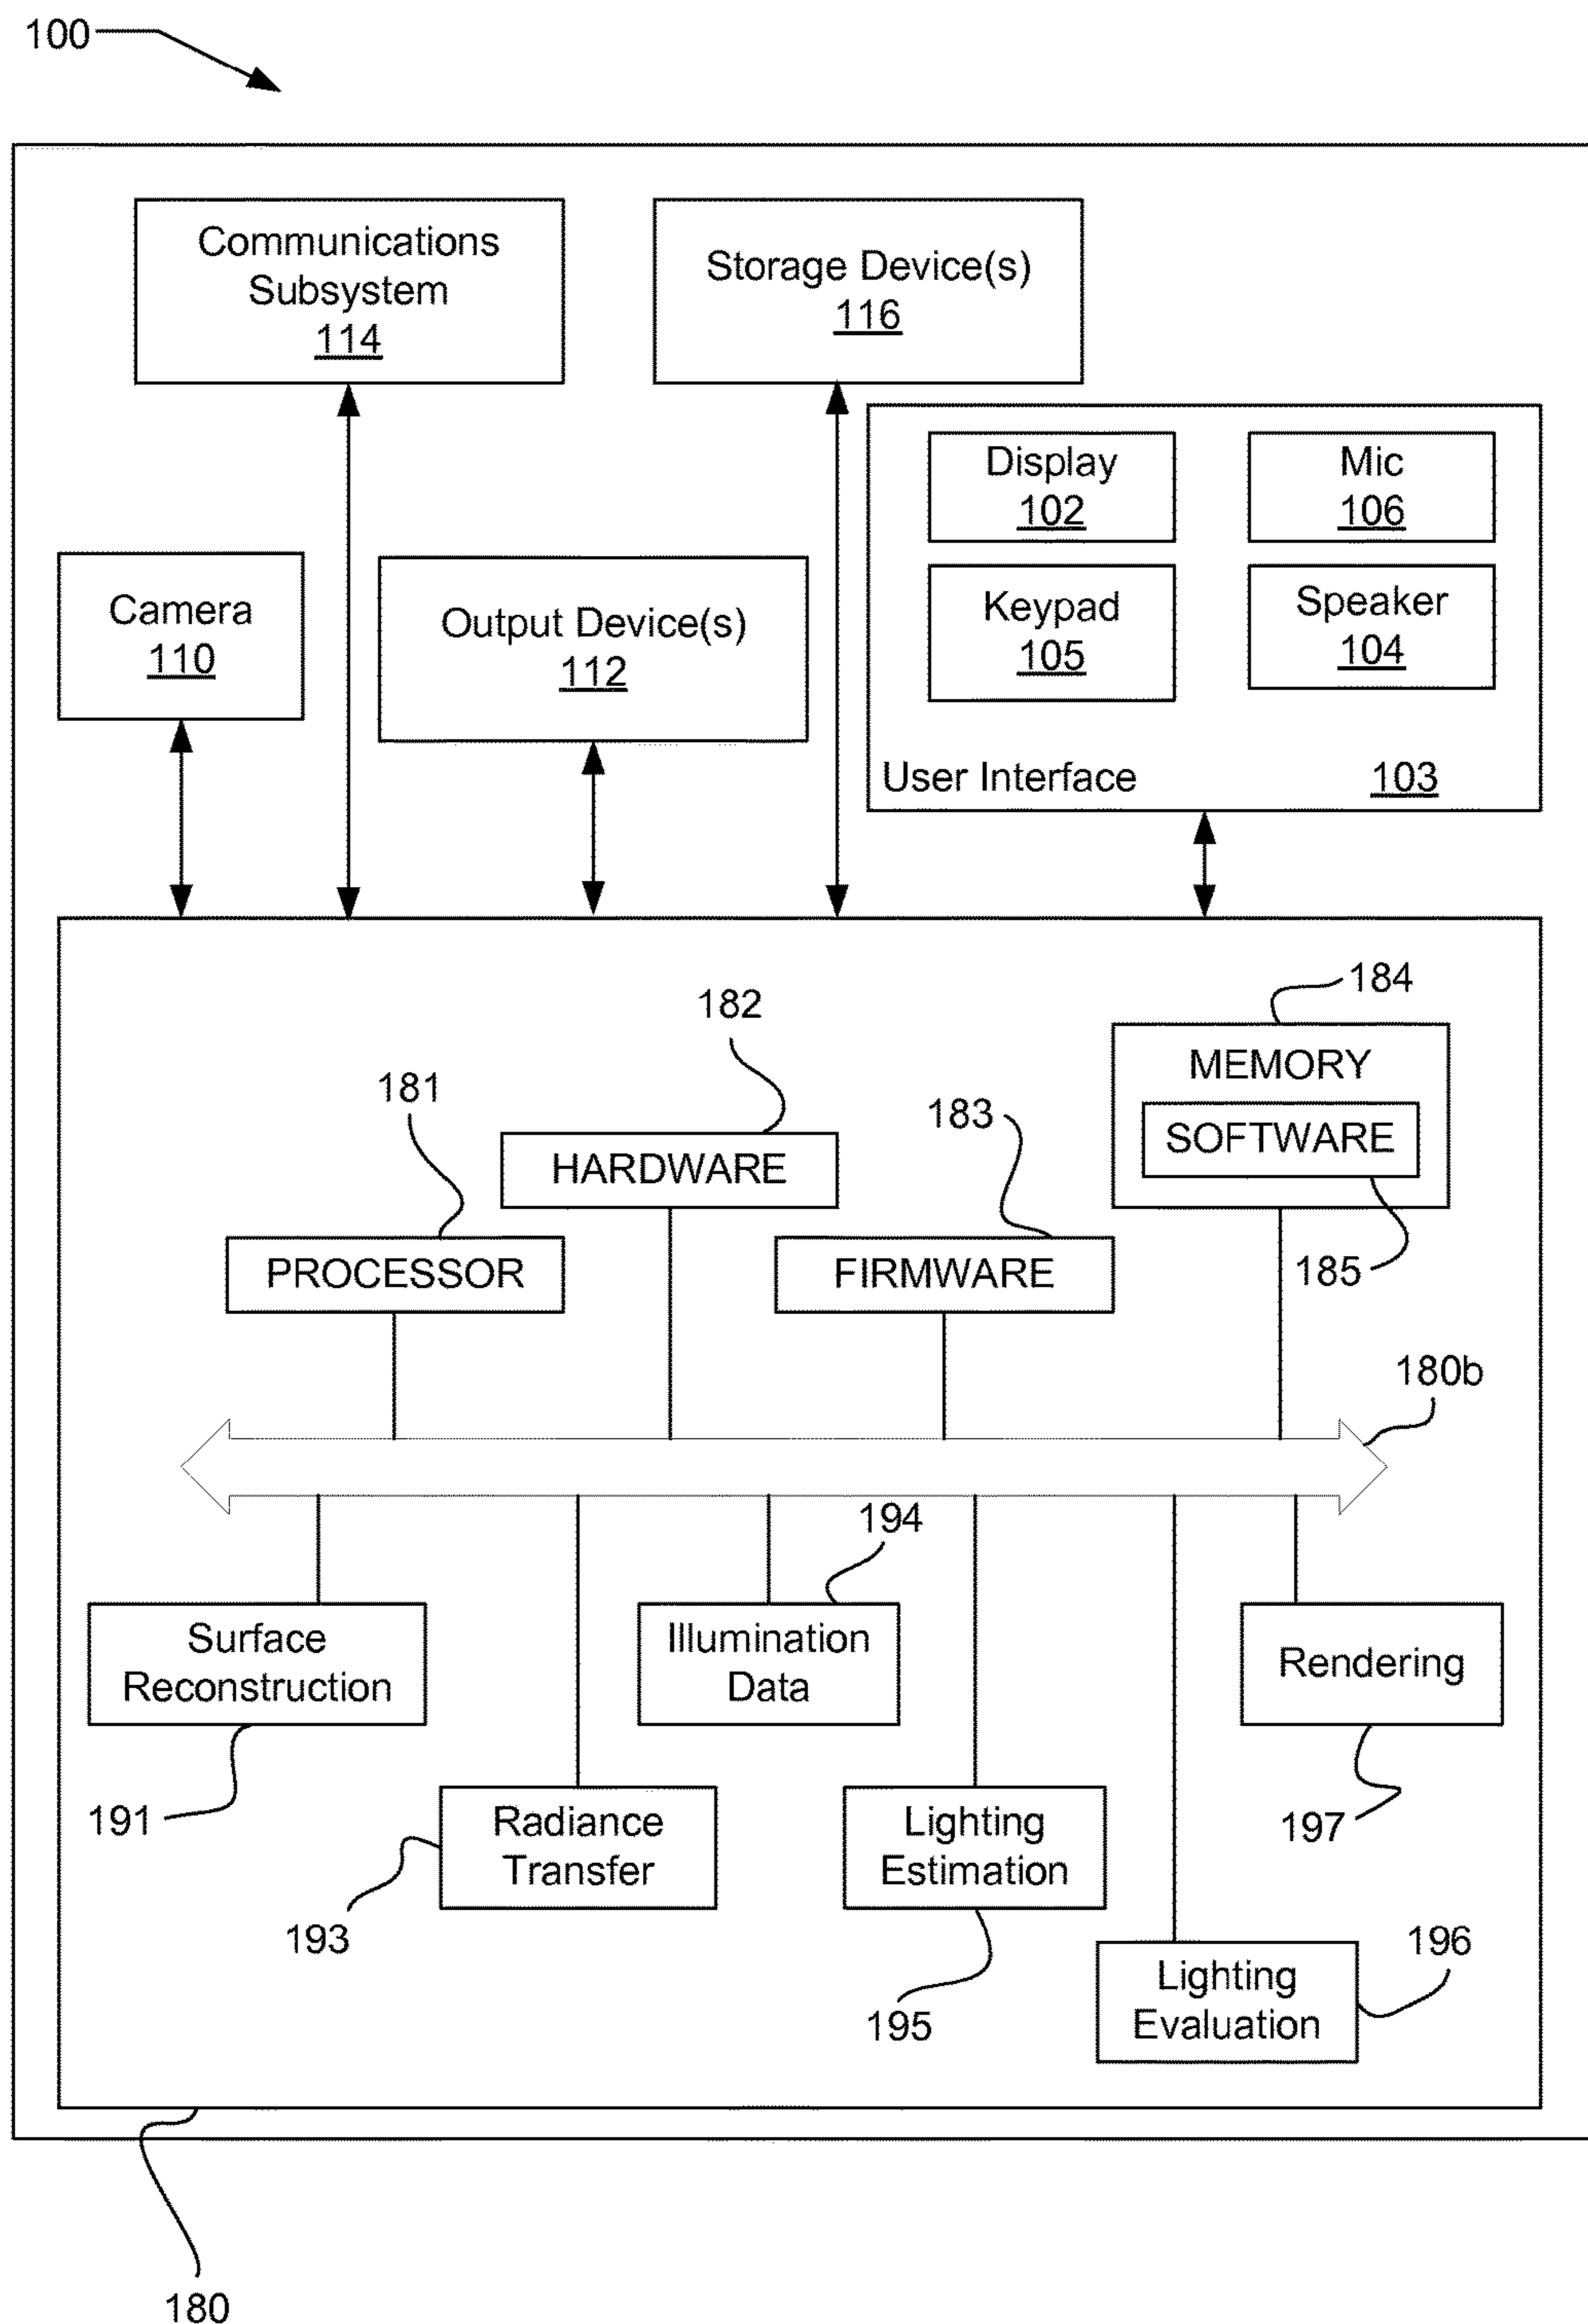 100
Communications
Subsystem
114
Storage Device(s)
116
Display
102
Mic
106
Camera
110
Output Device(s)
112
Keypad
105
Speaker
104
User Interface
103
184
182
MEMORY
181
183
SOFTWARE
HARDWARE
PROCESSOR
FIRMWARE
185
180b
194
Surface
Reconstruction
Illumination
Data
Rendering
191
Radiance
Transfer
Lighting
Estimation
197
193
195
196
Lighting
Evaluation
180